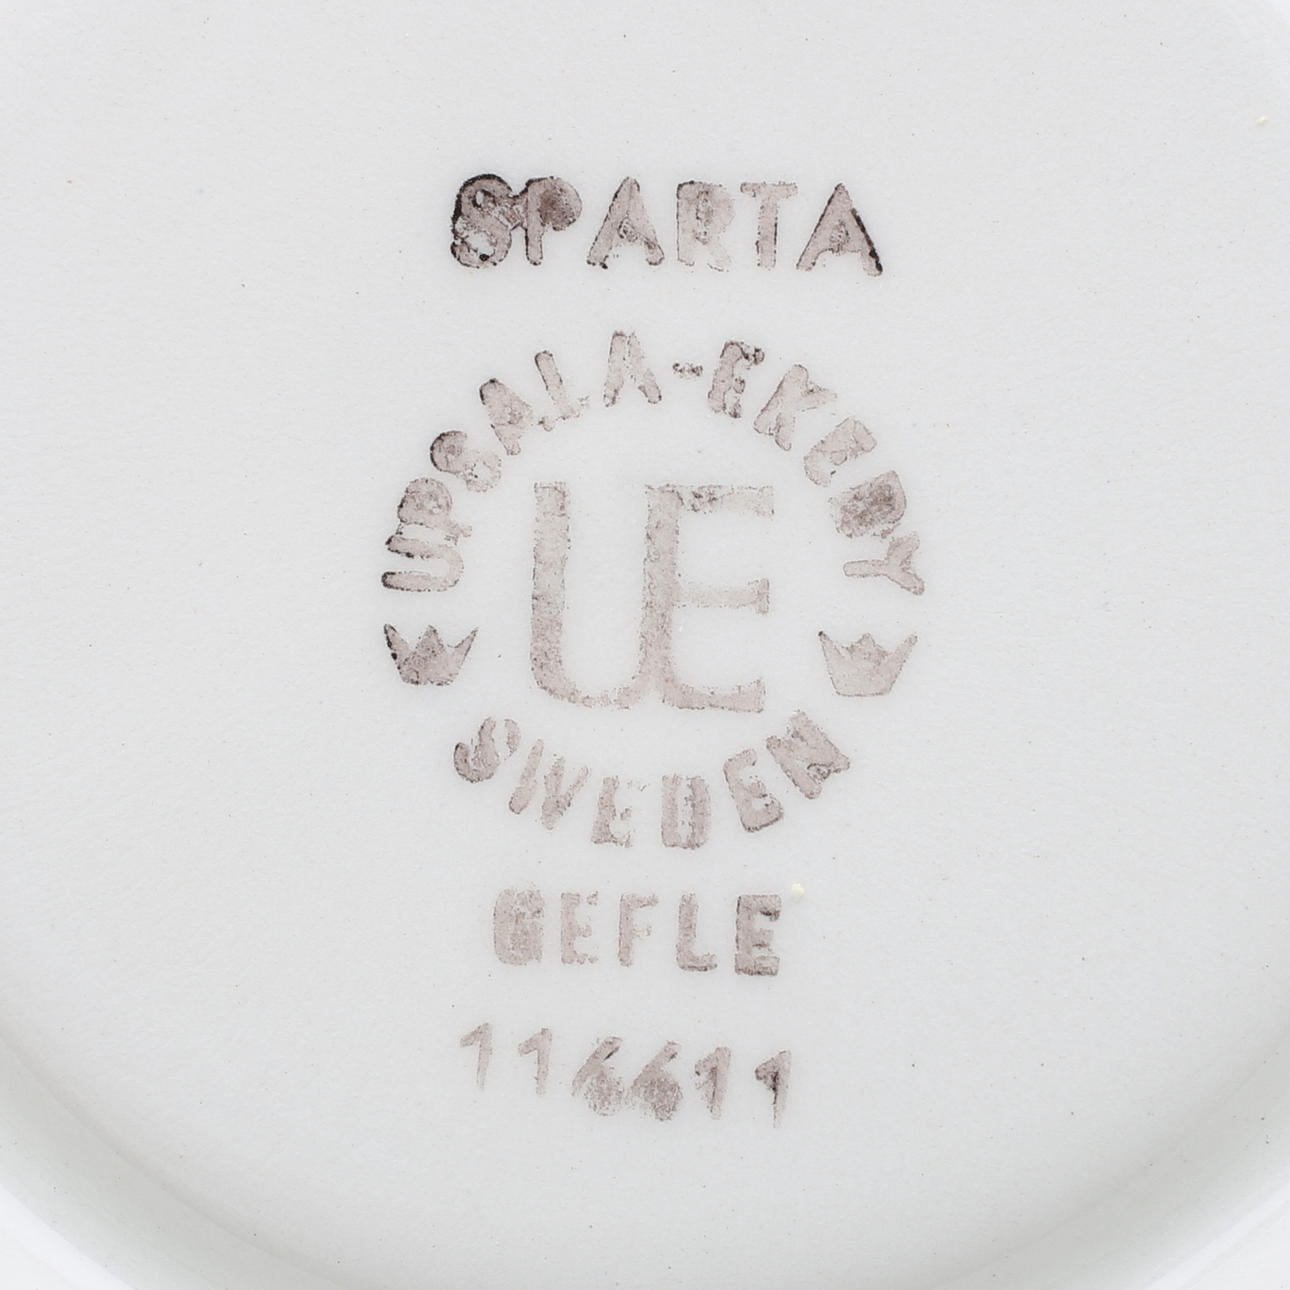 SPARTA
UPSALA-EKEBY
UE
SWEDEN
GEFLE
116611